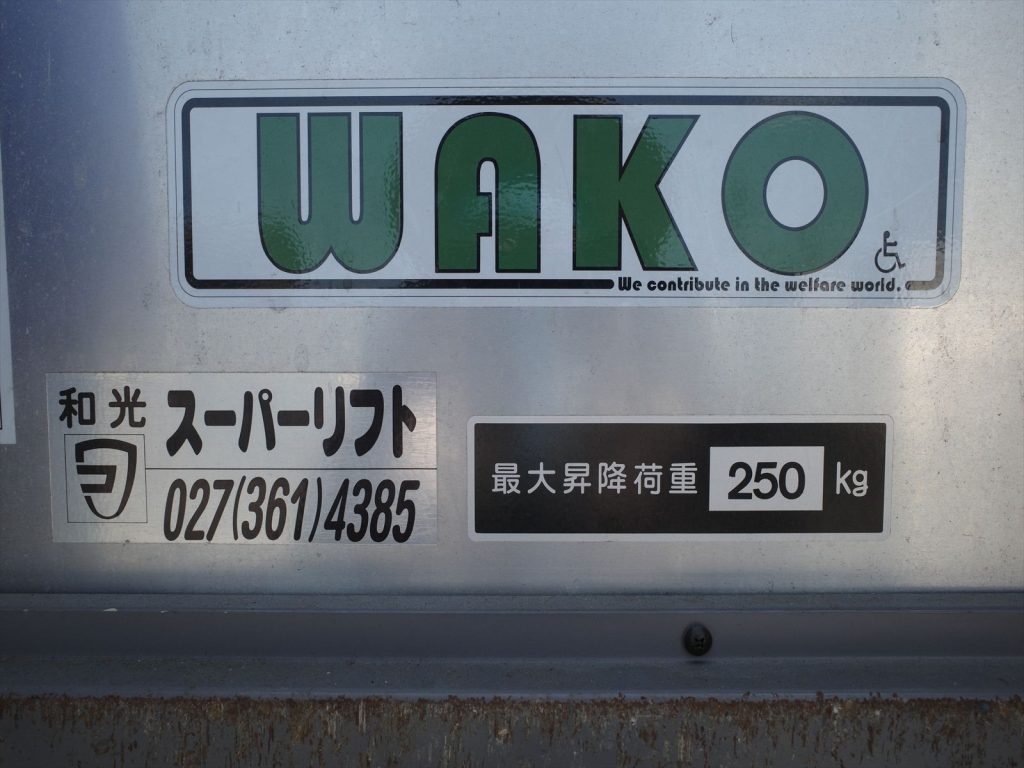 WAKO
We contribute in the welfare world.
和光 スーパーリフト
027(361)4385
最大昇降荷重 250 kg